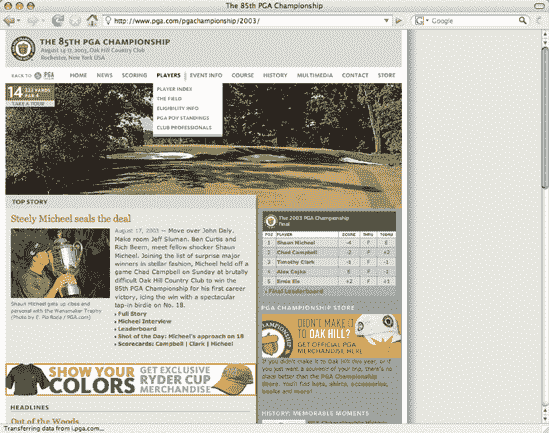 The 85th PGA Championship
http://www.pga.com/pgachampionship/2003/
Google
THE 85TH PGA CHAMPIONSHIP
August 14-17, 2003, Oak Hill Country Club
Rochester, New York USA
BACK TO PGA
HOME NEWS SCORING PLAYERS EVENT INFO COURSE HISTORY MULTIMEDIA CONTACT STORE
PLAYER INDEX
THE FIELD
ELIGIBILITY INFO
PGA POY STANDINGS
CLUB PROFESSIONALS
14 323 YARDS
PAR 4
TAKE A TOUR
TOP STORY
Steely Micheel seals the deal
August 17, 2003 — Move over John Daly.
Make room Jeff Sluman. Ben Curtis and
Rich Beem, meet fellow shocker Shaun
Micheel. Joining the list of surprise major
winners in stellar fashion, Micheel held off a
game Chad Campbell on Sunday at brutally
difficult Oak Hill Country Club to win the
85th PGA Championship for his first career
victory, icing the win with a spectacular
tap-in birdie on No. 18.
Full Story
Micheel Interview
Leaderboard
Shot of the Day: Micheel's approach on 18
Scorecards: Campbell | Clark | Micheel
Shaun Micheel gets up close and
personal with the Wanamaker Trophy
SHOW YOUR
COLORS
GET EXCLUSIVE
RYDER CUP
MERCHANDISE
HEADLINES
Out of the Woods
The 2003 PGA Championship
Final
POS PLAYER SCORE THRU TODAY
1 Shaun Micheel -4 F E
2 Chad Campbell -2 F +2
3 Timothy Clark -1 F
4 Alex Cejka E F
5 Ernie Els +2 F +1
Final Leaderboard
PGA CHAMPIONSHIP STORE
DIDN'T MAKE IT
TO OAK HILL?
GET OFFICIAL PGA
MERCHANDISE HERE
If you didn't make it to Oak Hill this year, or if
you just want a souvenir of your trip, there's no
place better than the PGA Championship
Store. You'll find hats, shirts, accessories,
books and more!
HISTORY: MEMORABLE MOMENTS
Transferring data from i.pga.com...